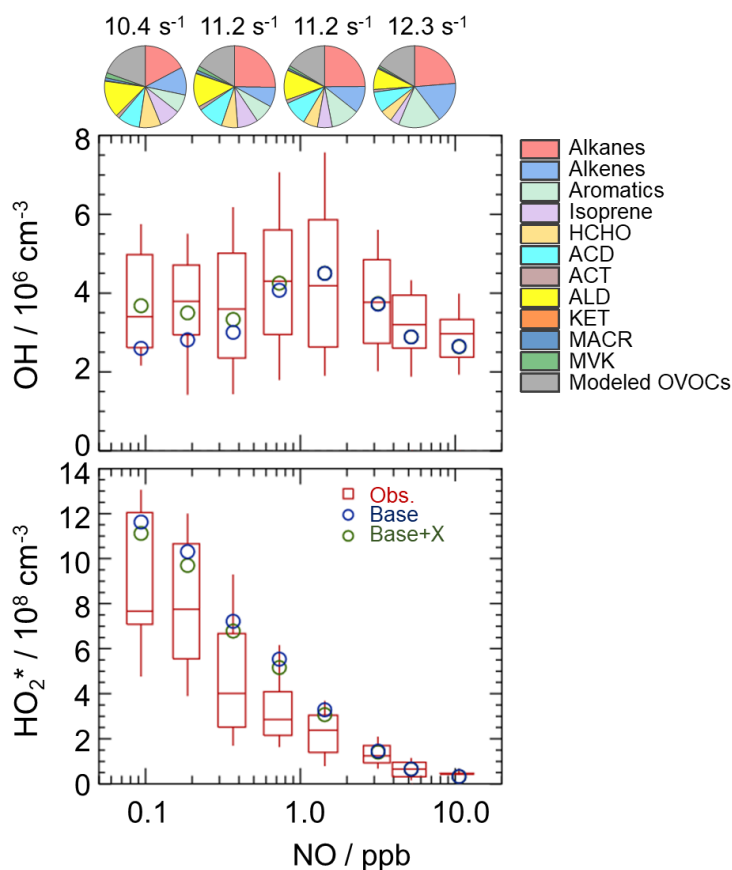 10.4 s⁻¹ 11.2 s⁻¹ 11.2 s⁻¹ 12.3 s⁻¹
8
6
4
2
0
OH / 10⁶ cm⁻³
Alkanes
Alkenes
Aromatics
Isoprene
HCHO
ACD
ACT
ALD
KET
MACR
MVK
Modeled OVOCs
14
12
10
8
6
4
2
0
HO₂* / 10⁸ cm⁻³
Obs.
Base
Base+X
0.1 1.0 10.0
NO / ppb